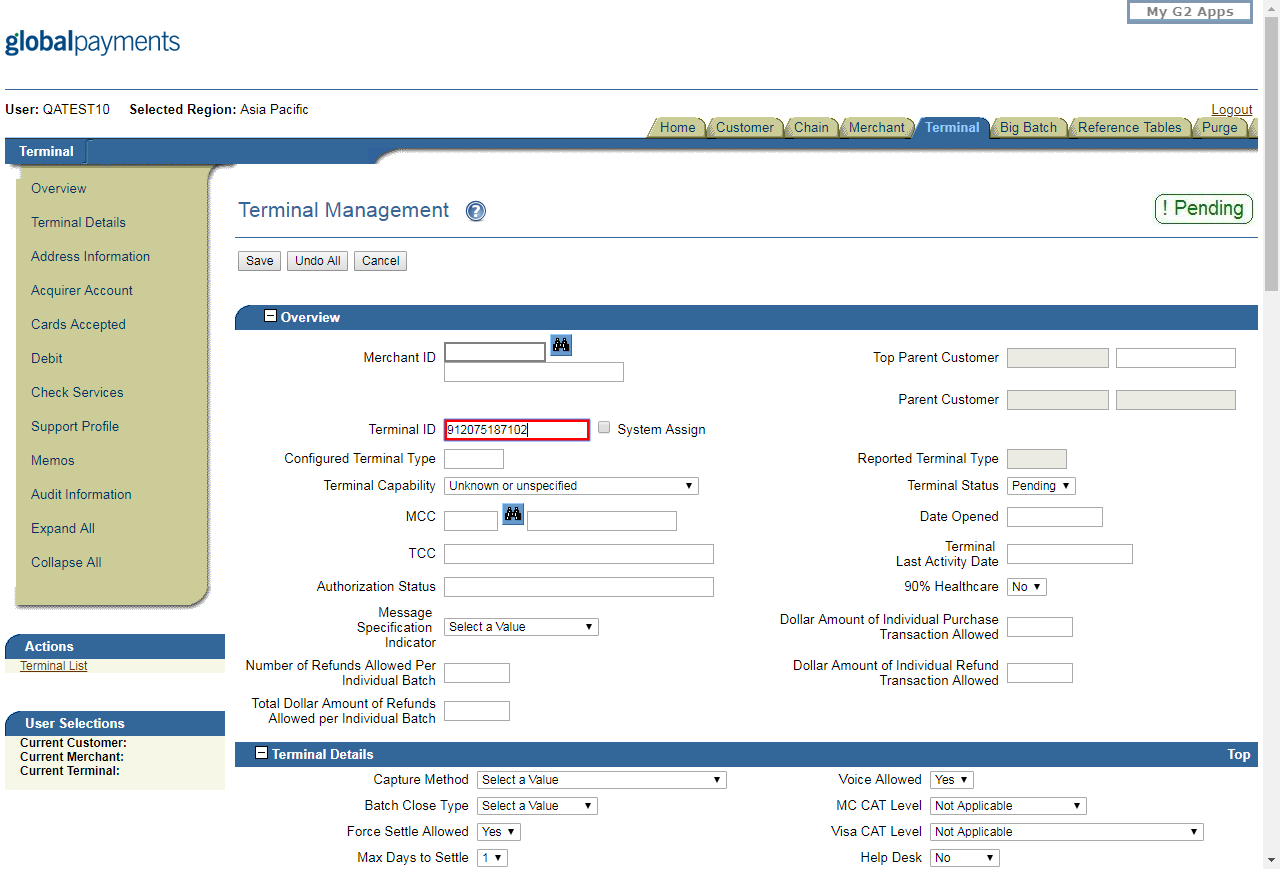 My G2 Apps
globalpayments
User: QATEST10 Selected Region: Asia Pacific
Logout
Home Customer Chain Merchant Terminal Big Batch Reference Tables Purge
Terminal
Overview
Terminal Details
Address Information
Acquirer Account
Cards Accepted
Debit
Check Services
Support Profile
Memos
Audit Information
Expand All
Collapse All
Actions
Terminal List
User Selections
Current Customer:
Current Merchant:
Current Terminal:
Terminal Management ?
! Pending
Save Undo All Cancel
Overview
Merchant ID
Top Parent Customer
Parent Customer
Terminal ID 912075187102 System Assign
Configured Terminal Type
Reported Terminal Type
Terminal Capability Unknown or unspecified
Terminal Status Pending
MCC
Date Opened
TCC
Terminal
Last Activity Date
Authorization Status
90% Healthcare No
Message
Specification
Indicator
Select a Value
Dollar Amount of Individual Purchase
Transaction Allowed
Number of Refunds Allowed Per
Individual Batch
Dollar Amount of Individual Refund
Transaction Allowed
Total Dollar Amount of Refunds
Allowed per Individual Batch
Terminal Details Top
Capture Method Select a Value
Voice Allowed Yes
Batch Close Type Select a Value
MC CAT Level Not Applicable
Force Settle Allowed Yes
Visa CAT Level Not Applicable
Max Days to Settle 1
Help Desk No